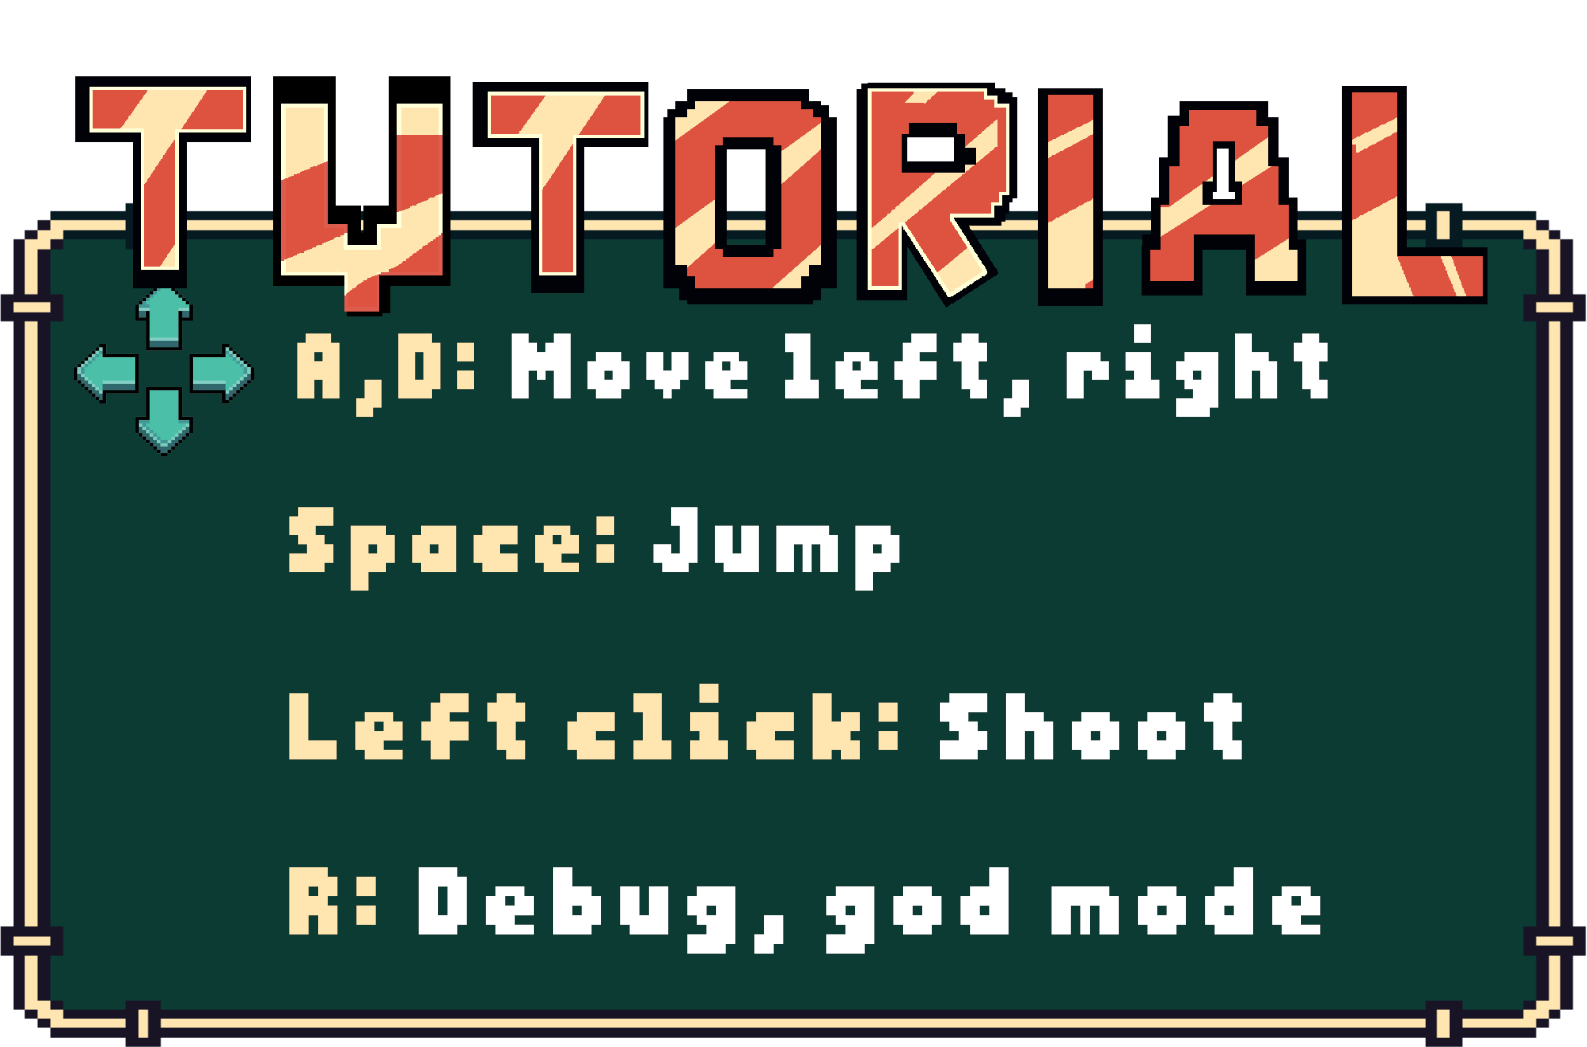 TUTORIAL
A,D: Move left, right
Space: Jump
Left click: Shoot
R: Debug, god mode